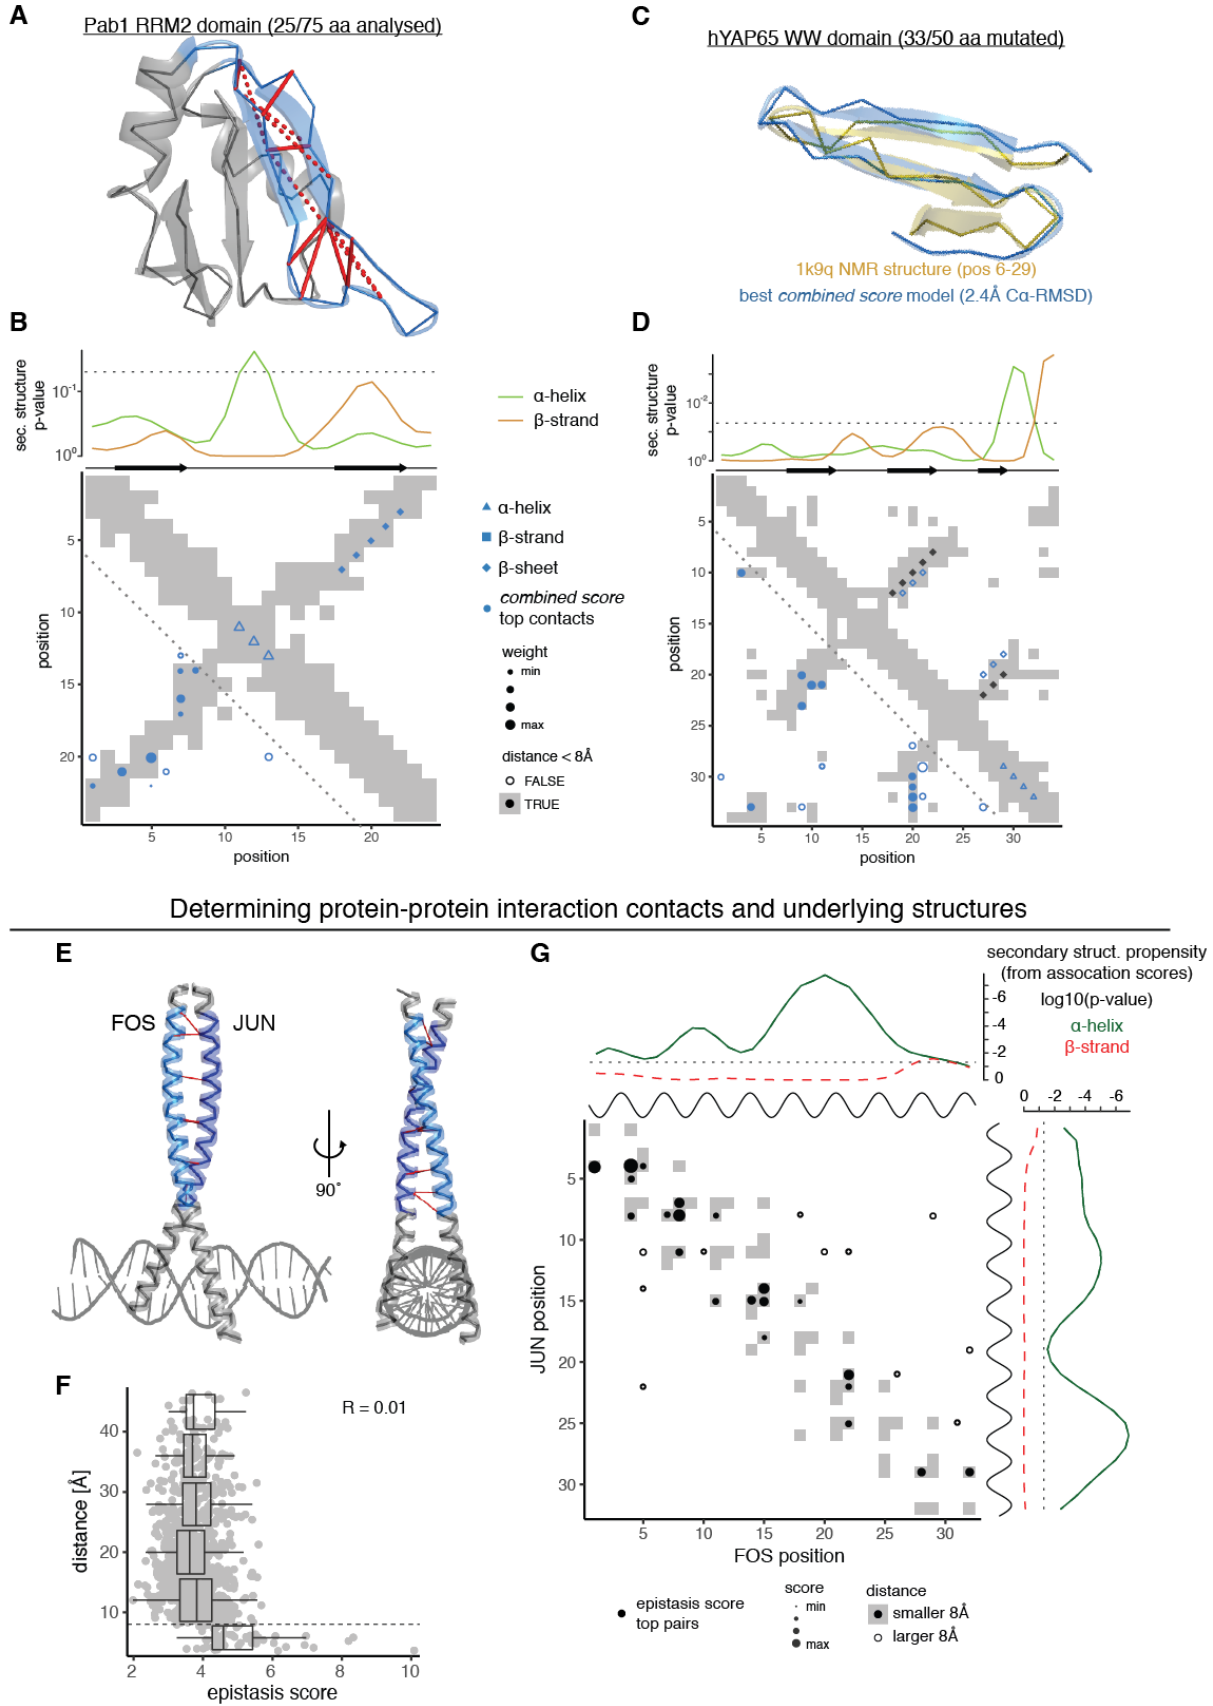 A
Pab1 RRM2 domain (25/75 aa analysed)
C
hYAP65 WW domain (33/50 aa mutated)
1k9q NMR structure (pos 6-29)
best combined score model (2.4Å Cα-RMSD)
B
sec. structure
p-value
10⁻¹
10⁰
α-helix
β-strand
5
10
15
20
position
5
10
15
20
position
α-helix
β-strand
β-sheet
combined score
top contacts
weight
min
max
distance < 8Å
FALSE
TRUE
D
sec. structure
p-value
10⁻²
10⁰
5
10
15
20
25
30
position
5
10
15
20
25
30
position
Determining protein-protein interaction contacts and underlying structures
E
FOS
JUN
90°
F
R = 0.01
distance [Å]
40
30
20
10
2
4
6
8
10
epistasis score
G
secondary struct. propensity
(from assocation scores)
log10(p-value)
α-helix
β-strand
-6
-4
-2
0
0
-2
-4
-6
JUN position
5
10
15
20
25
30
5
10
15
20
25
30
FOS position
epistasis score
top pairs
score
min
max
distance
smaller 8Å
larger 8Å